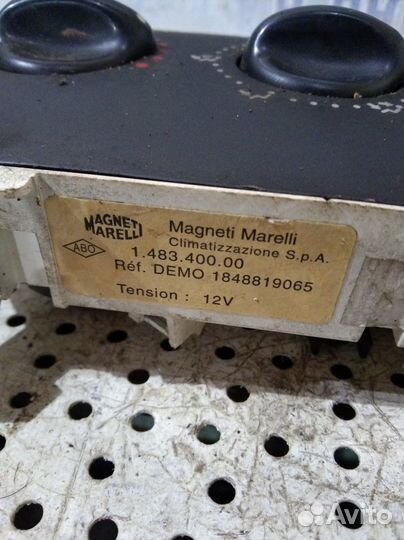 MAGNETI
MARELLI
Magneti Marelli
Climatizzazione S.p.A.
ABO
1.483.400.00
Réf. DEMO 1848819065
Tension : 12V
Avito